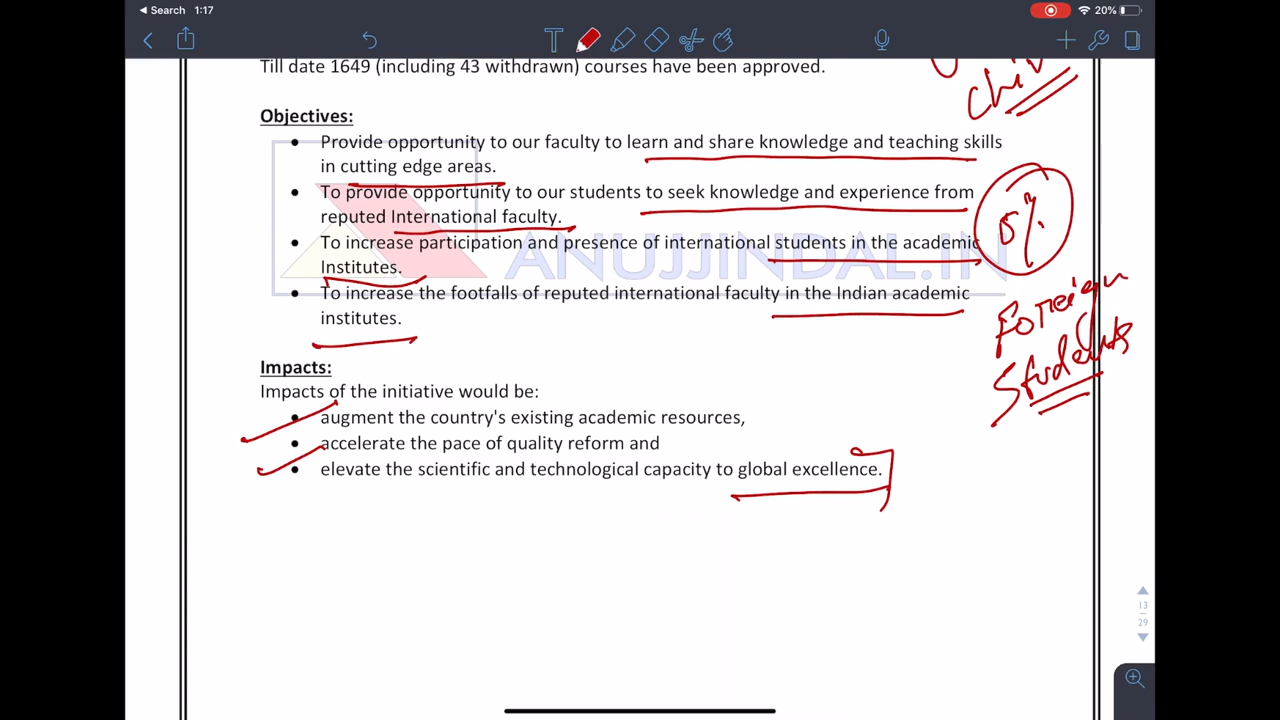 Search 1:17
20%
Till date 1649 (including 43 withdrawn) courses have been approved.
Objectives:
• Provide opportunity to our faculty to learn and share knowledge and teaching skills
in cutting edge areas.
• To provide opportunity to our students to seek knowledge and experience from
reputed International faculty.
• To increase participation and presence of international students in the academic
Institutes.
• To increase the footfalls of reputed international faculty in the Indian academic
institutes.
5%
Foreign
Students
ANUJJINDAL.IN
Impacts:
Impacts of the initiative would be:
• augment the country's existing academic resources,
• accelerate the pace of quality reform and
• elevate the scientific and technological capacity to global excellence.
13
29